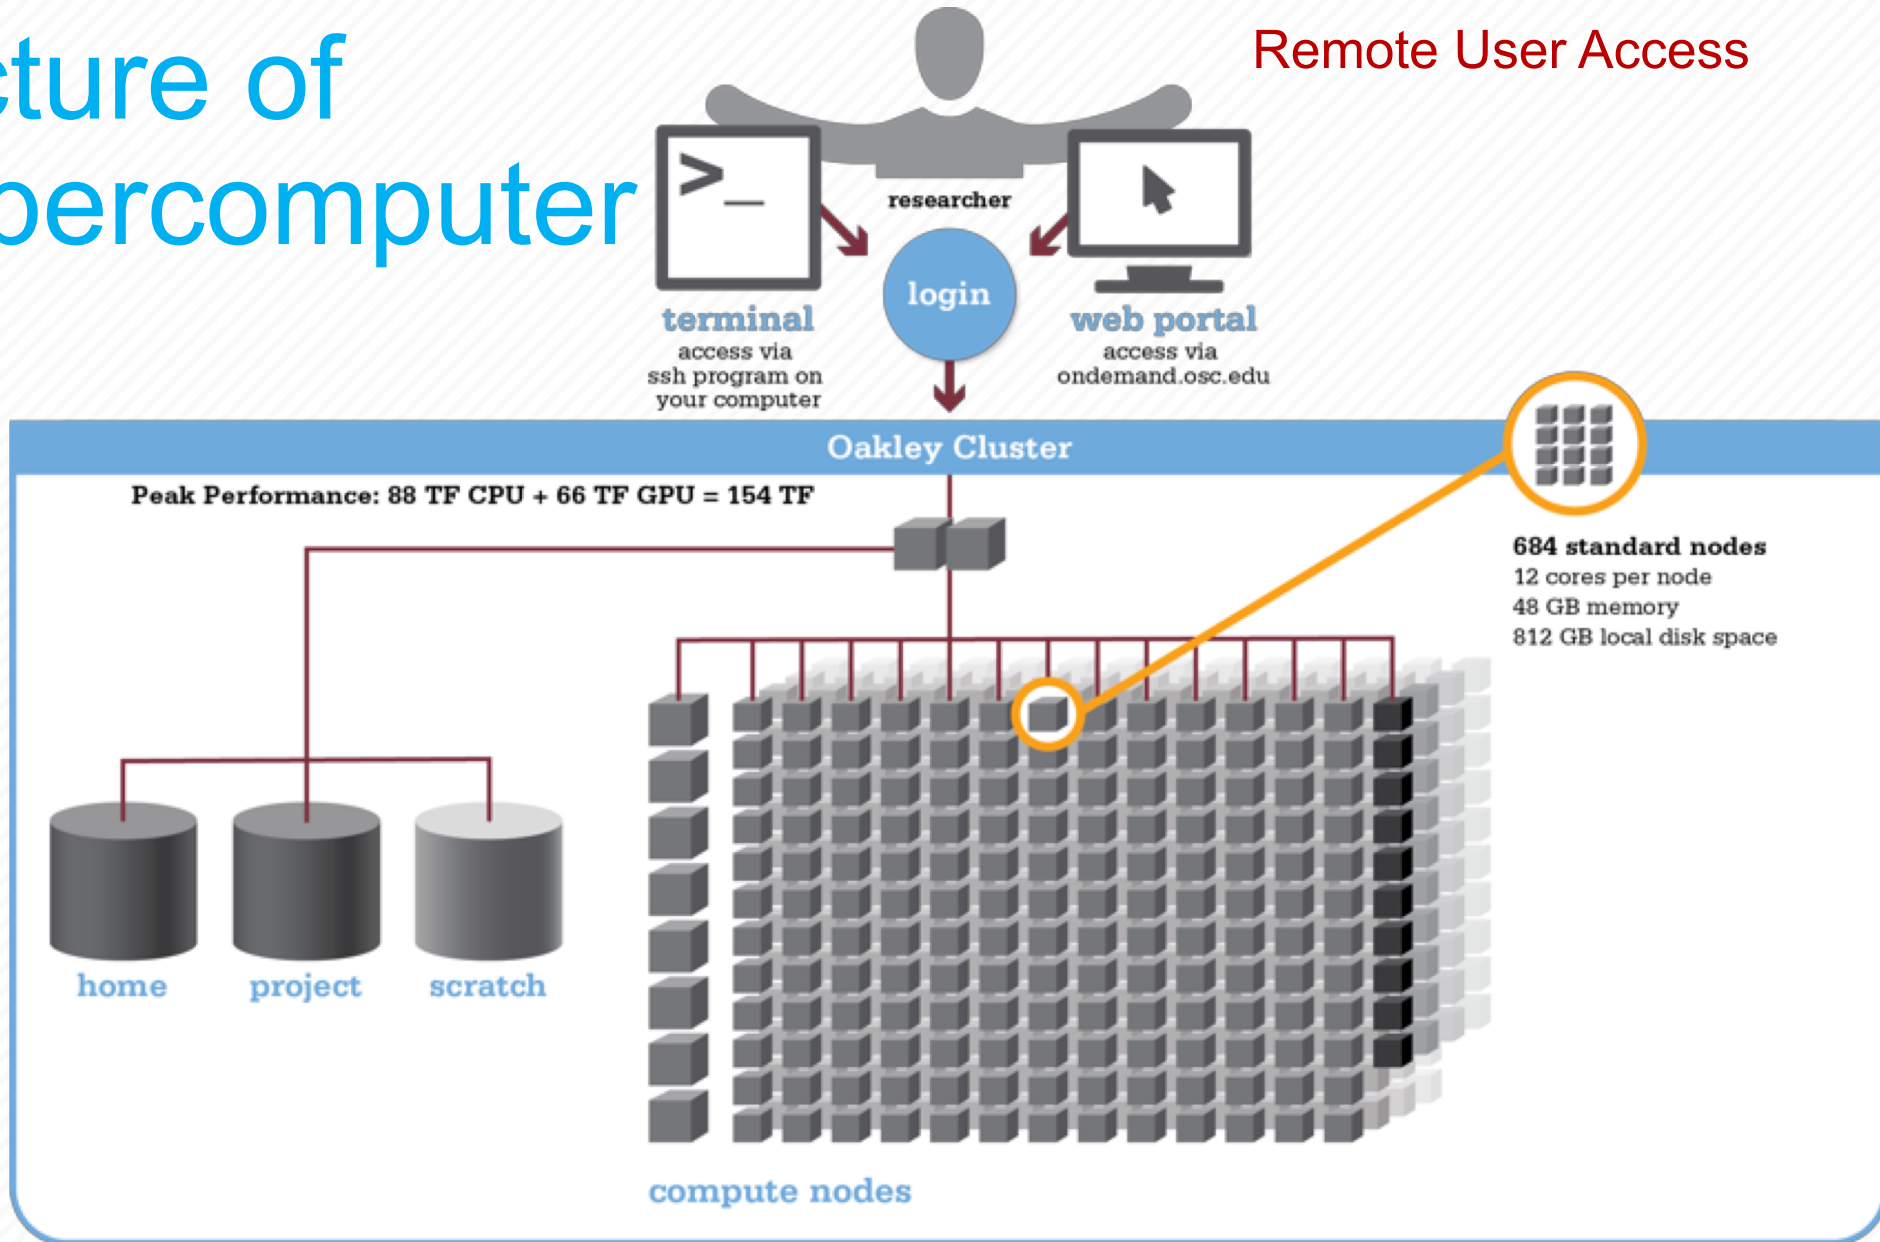 cture of
percomputer
Remote User Access
>_
researcher
login
terminal
access via
ssh program on
your computer
web portal
access via
ondemand.osc.edu
Oakley Cluster
Peak Performance: 88 TF CPU + 66 TF GPU = 154 TF
684 standard nodes
12 cores per node
48 GB memory
812 GB local disk space
home
project
scratch
compute nodes